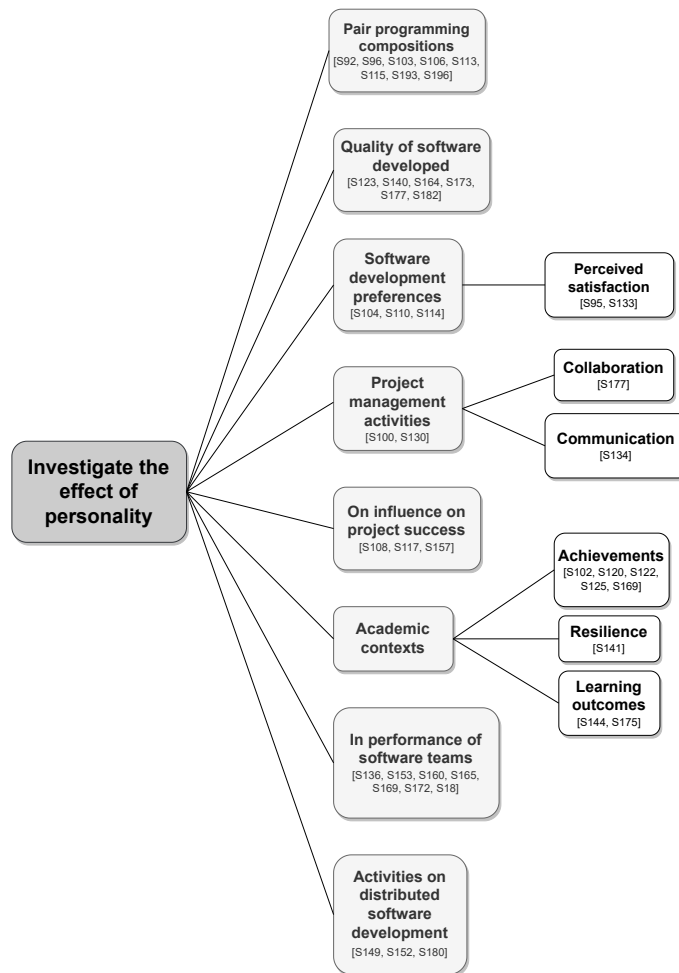 Pair programming
compositions
[S92, S96, S103, S106, S113,
S115, S193, S196]
Quality of software
developed
[S123, S140, S164, S173,
S177, S182]
Software
development
preferences
[S104, S110, S114]
Perceived
satisfaction
[S95, S133]
Project
management
activities
[S100, S130]
Collaboration
[S177]
Communication
[S134]
Investigate the
effect of
personality
On influence on
project success
[S108, S117, S157]
Academic
contexts
Achievements
[S102, S120, S122,
S125, S169]
Resilience
[S141]
Learning
outcomes
[S144, S175]
In performance of
software teams
[S136, S153, S160, S165,
S169, S172, S18]
Activities on
distributed
software
development
[S149, S152, S180]